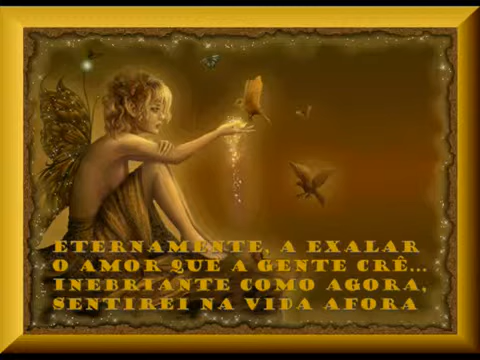 ETERNAMENTE, A EXALAR
O AMOR QUE A GENTE CRÊ...
INEBRIANTE COMO AGORA,
SENTIREI NA VIDA AFORA